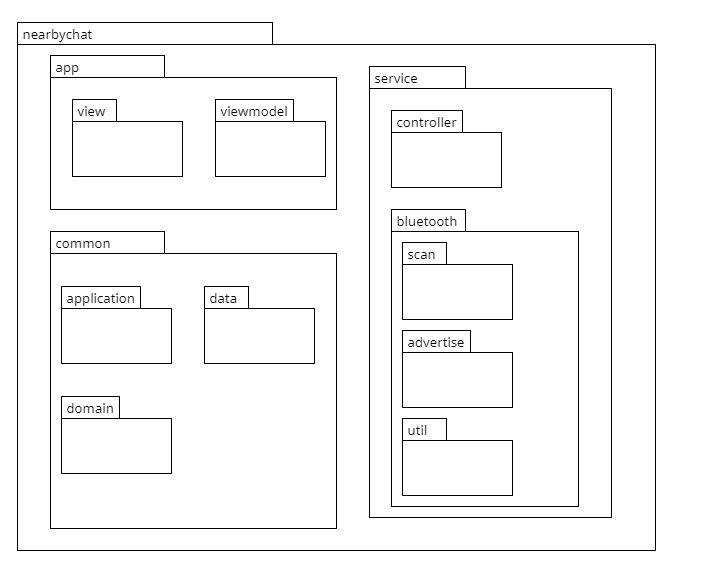 nearbychat
app
view
viewmodel
common
application
data
domain
service
controller
bluetooth
scan
advertise
util